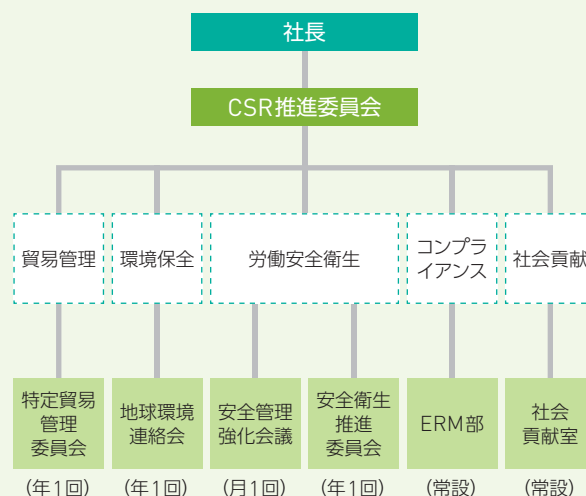 社長
CSR推進委員会
貿易管理
環境保全
労働安全衛生
コンプラ
イアンス
社会貢献
特定貿易
管理
委員会
地球環境
連絡会
安全管理
強化会議
安全衛生
推進
委員会
ERM部
社会
貢献室
(年1回)
(年1回)
(月1回)
(年1回)
(常設)
(常設)